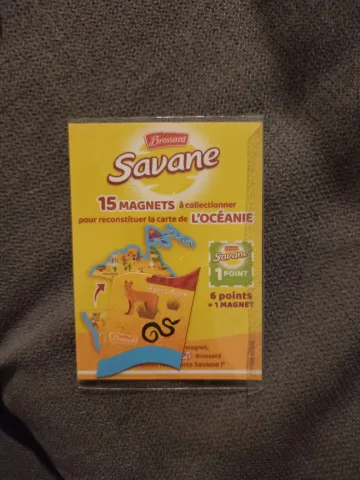 Brossard
Savane
15 MAGNETS à collectionner
pour reconstituer la carte de L'OCÉANIE
Savane
1 POINT
6 points
= 1 MAGNET
Brossard
Savane !